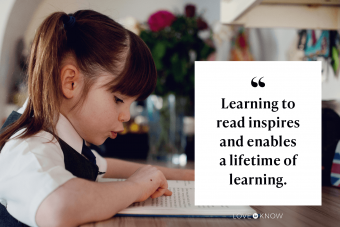 “
Learning to
read inspires
and enables
a lifetime of
learning.
LOVE to KNOW